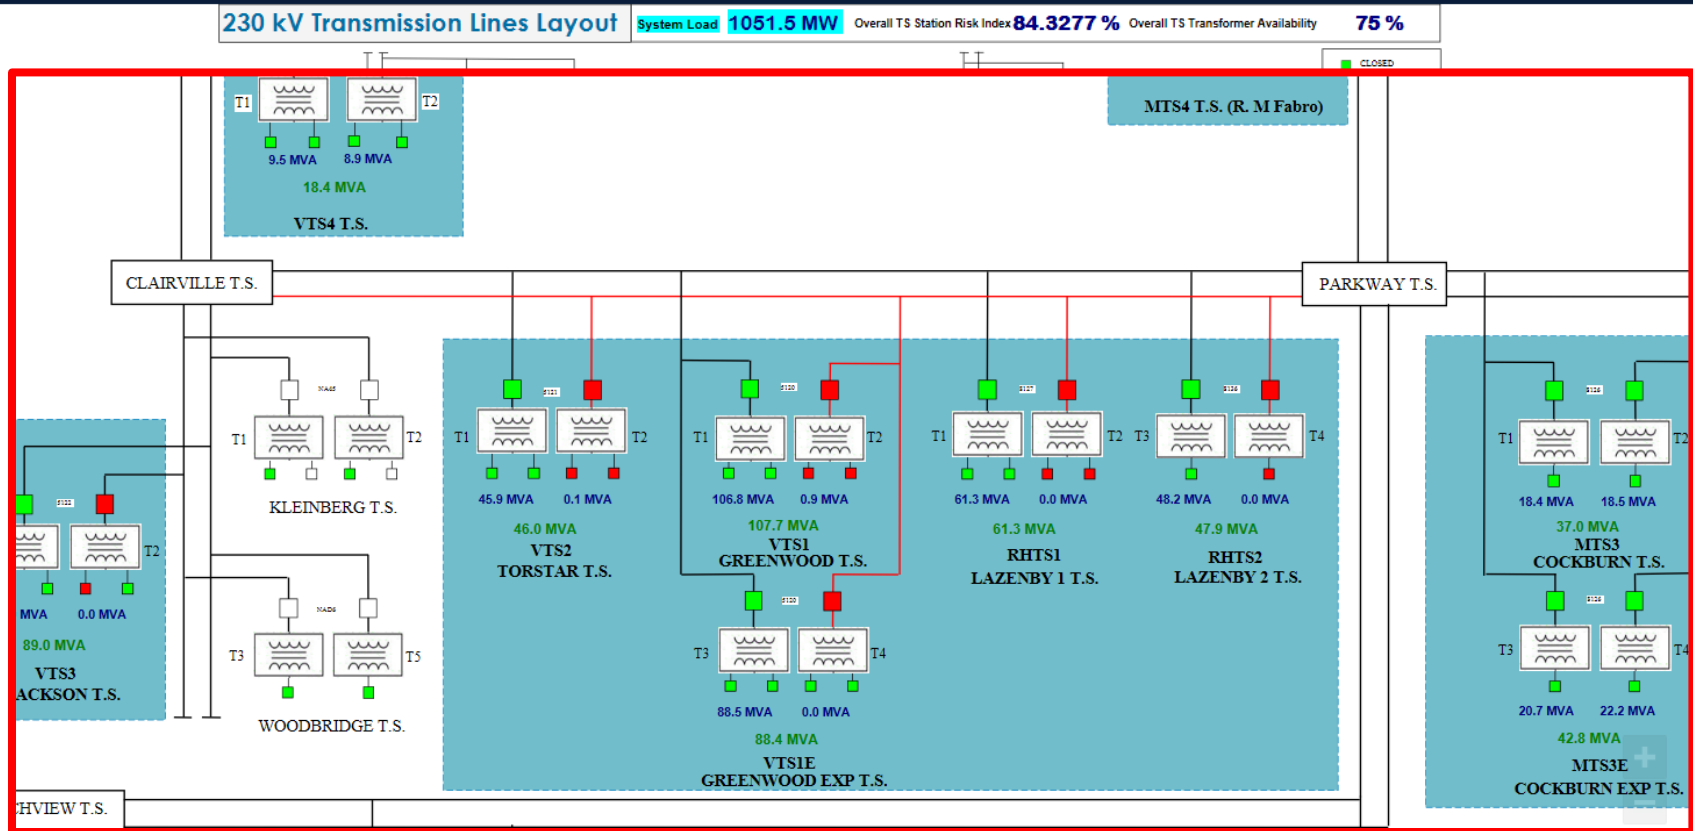 230 kV Transmission Lines Layout
System Load 1051.5 MW Overall TS Station Risk Index 84.3277 % Overall TS Transformer Availability 75 %
CLOSED
T1 T2
9.5 MVA 8.9 MVA
18.4 MVA
VTS4 T.S.
MTS4 T.S. (R. M Fabro)
CLAIRVILLE T.S.
PARKWAY T.S.
T1 T2
KLEINBERG T.S.
T3 T5
WOODBRIDGE T.S.
T2
MVA 0.0 MVA
89.0 MVA
VTS3
ACKSON T.S.
T1 T2
45.9 MVA 0.1 MVA
46.0 MVA
VTS2
TORSTAR T.S.
T1 T2
106.8 MVA 0.9 MVA
107.7 MVA
VTS1
GREENWOOD T.S.
T3 T4
88.5 MVA 0.0 MVA
88.4 MVA
VTS1E
GREENWOOD EXP T.S.
T1 T2
61.3 MVA 0.0 MVA
61.3 MVA
RHTS1
LAZENBY 1 T.S.
T3 T4
48.2 MVA 0.0 MVA
47.9 MVA
RHTS2
LAZENBY 2 T.S.
T1 T2
18.4 MVA 18.5 MVA
37.0 MVA
MTS3
COCKBURN T.S.
T3 T4
20.7 MVA 22.2 MVA
42.8 MVA
MTS3E
COCKBURN EXP T.S.
CHVIEW T.S.